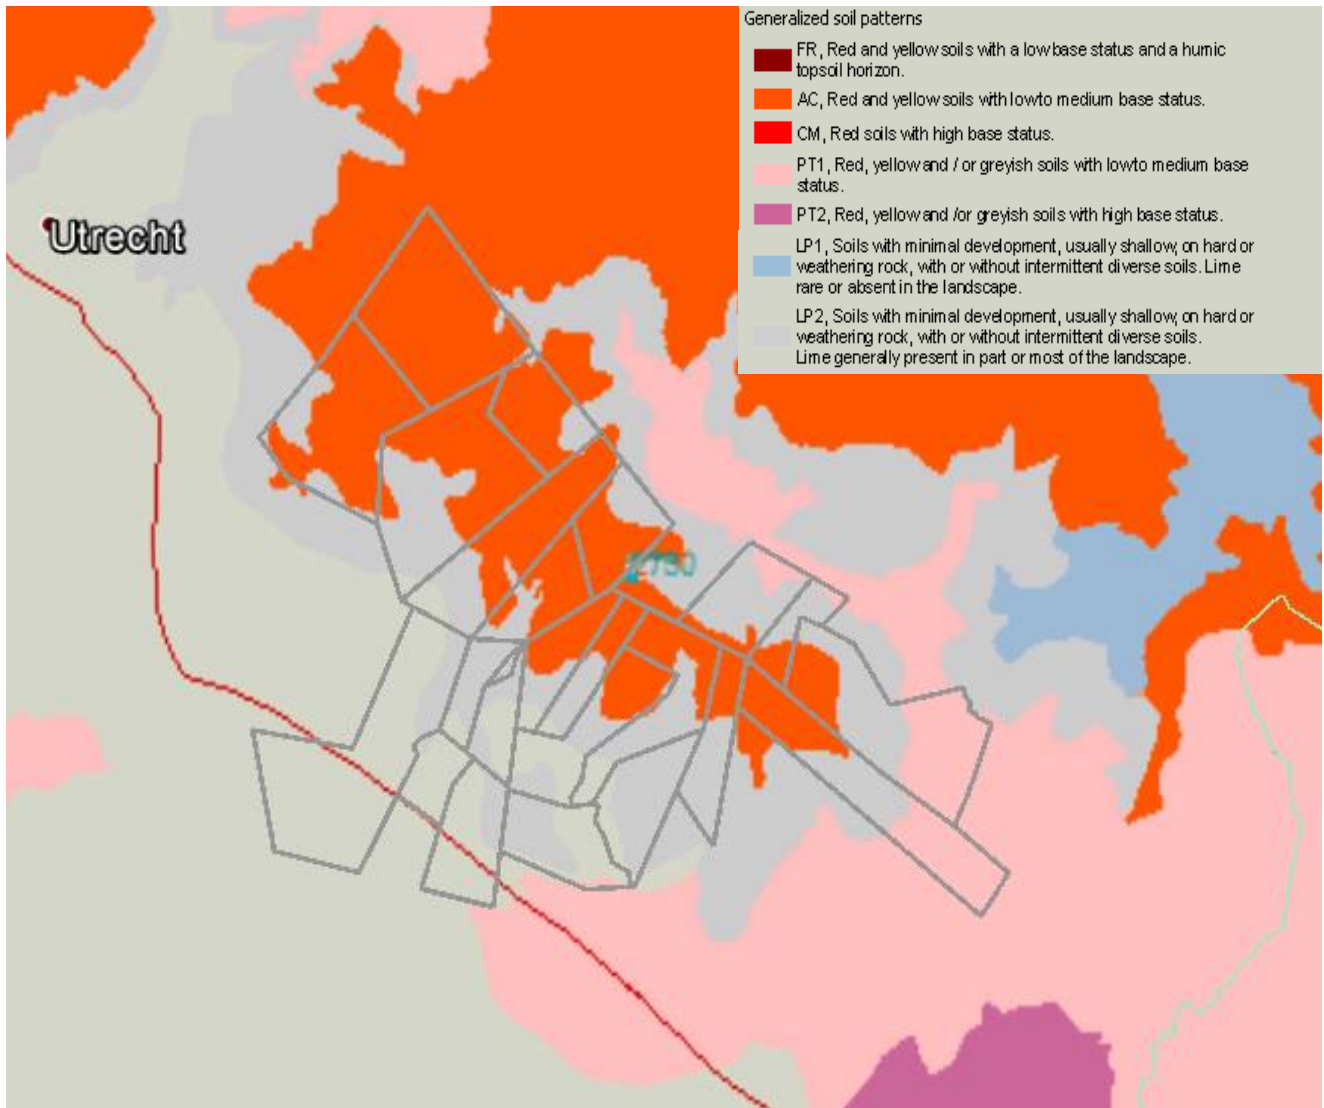 Generalized soil patterns
FR, Red and yellow soils with a low base status and a humic
topsoil horizon.
AC, Red and yellow soils with low to medium base status.
CM, Red soils with high base status.
PT1, Red, yellow and / or greyish soils with low to medium base
status.
PT2, Red, yellow and /or greyish soils with high base status.
LP1, Soils with minimal development, usually shallow, on hard or
weathering rock, with or without intermittent diverse soils. Lime
rare or absent in the landscape.
LP2, Soils with minimal development, usually shallow, on hard or
weathering rock, with or without intermittent diverse soils.
Lime generally present in part or most of the landscape.
Utrecht